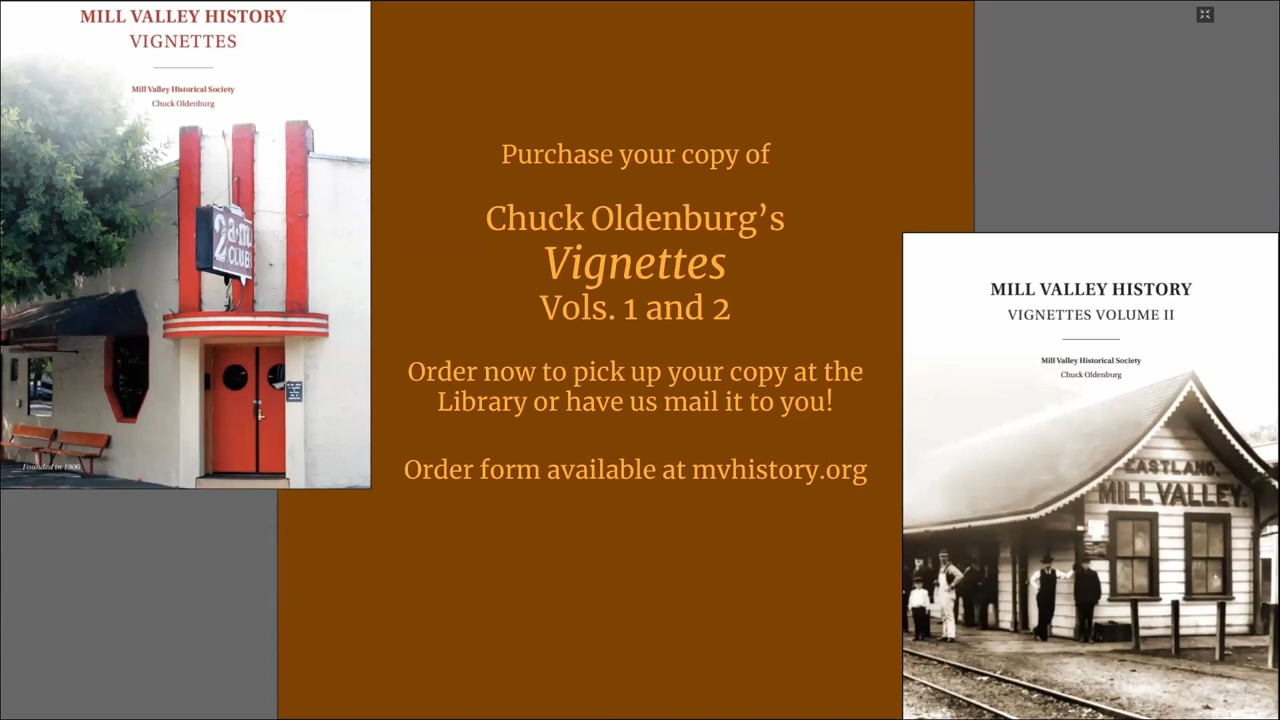 MILL VALLEY HISTORY
VIGNETTES
Mill Valley Historical Society
Chuck Oldenburg
2 a.m.
CLUB
Founded in 1906
Purchase your copy of
Chuck Oldenburg’s
Vignettes
Vols. 1 and 2
Order now to pick up your copy at the
Library or have us mail it to you!
Order form available at mvhistory.org
MILL VALLEY HISTORY
VIGNETTES VOLUME II
Mill Valley Historical Society
Chuck Oldenburg
EASTLAND.
MILL VALLEY.